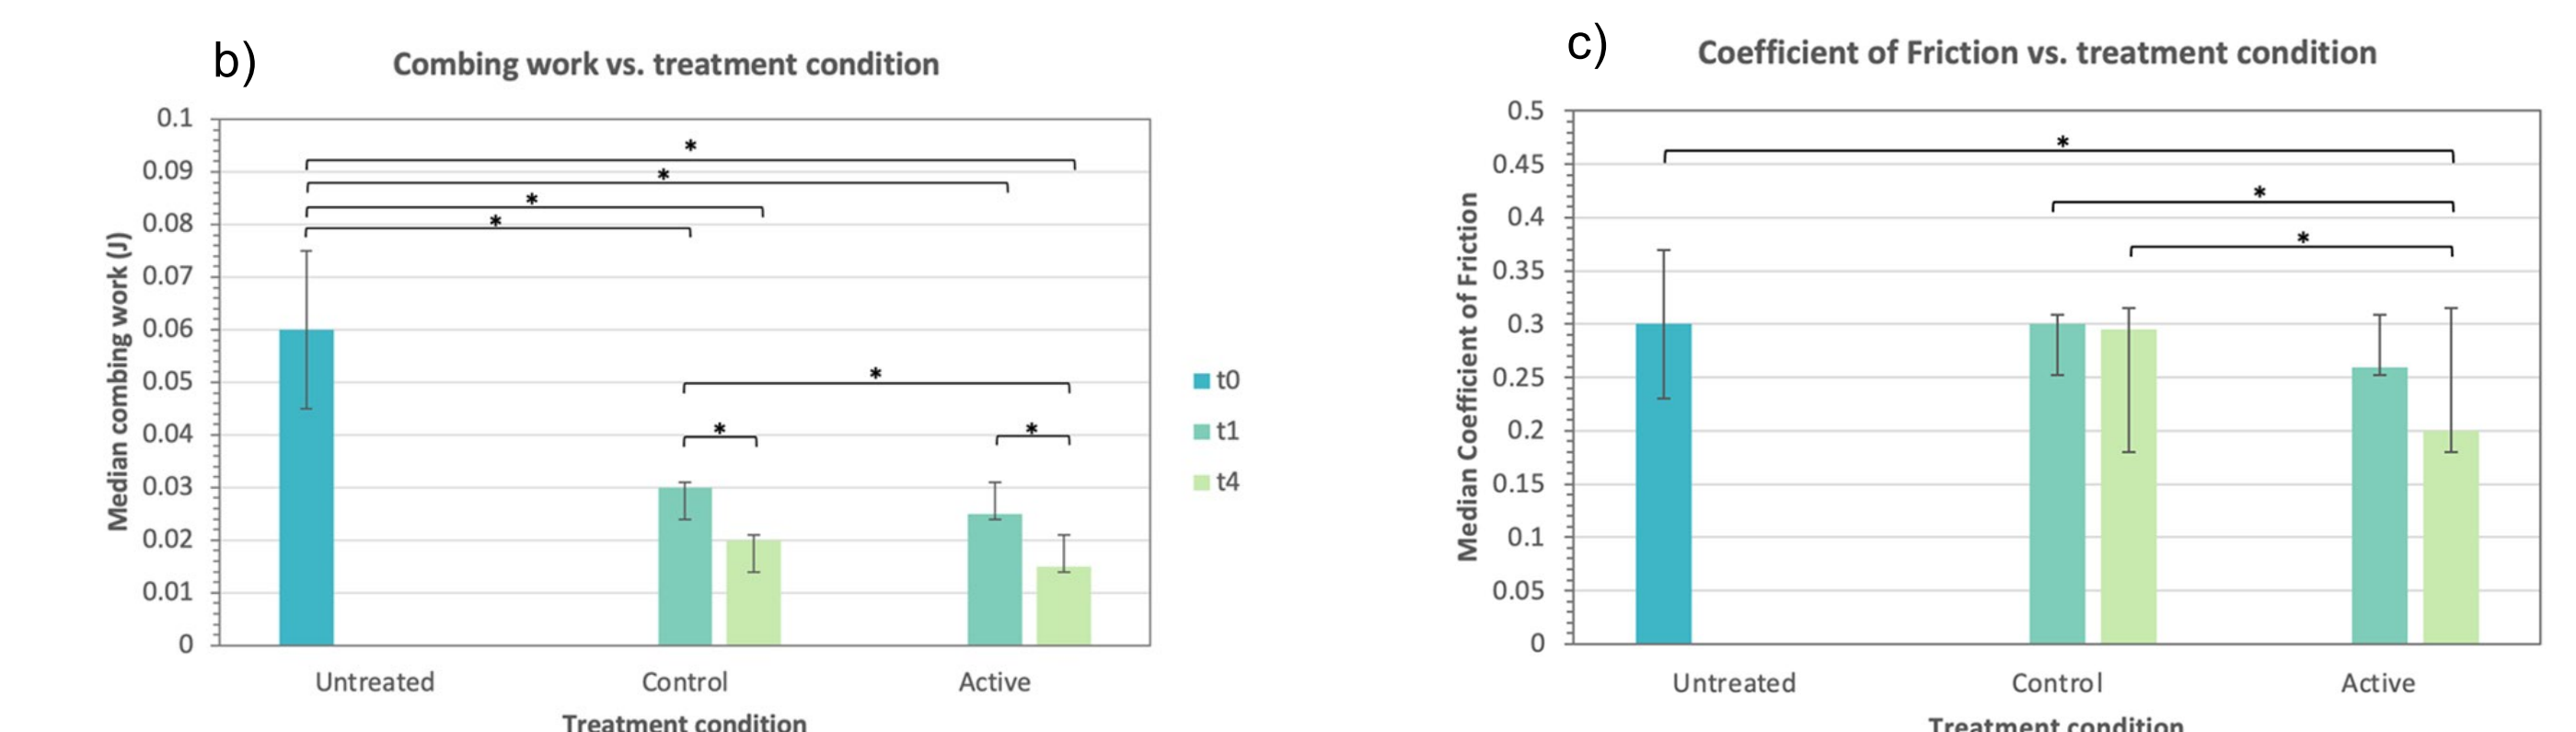 b)
Combing work vs. treatment condition
Median combing work (J)
0.1
0.09
0.08
0.07
0.06
0.05
0.04
0.03
0.02
0.01
0
*
*
*
*
*
*
*
Untreated
Control
Active
Treatment condition
t0
t1
t4
c)
Coefficient of Friction vs. treatment condition
Median Coefficient of Friction
0.5
0.45
0.4
0.35
0.3
0.25
0.2
0.15
0.1
0.05
0
*
*
*
Untreated
Control
Active
Treatment condition